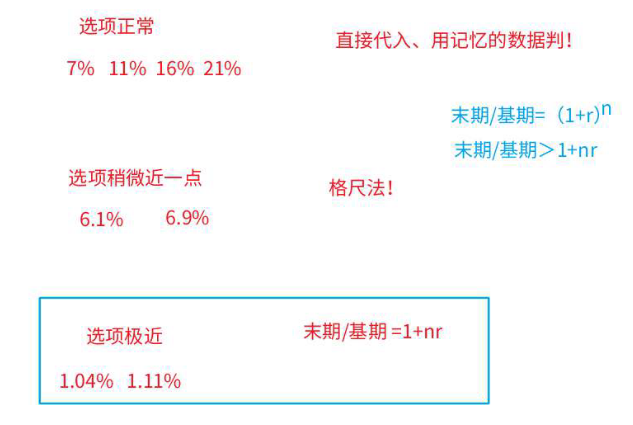 选项正常
直接代入、用记忆的数据判！
7% 11% 16% 21%
末期/基期=（1+r)n
末期/基期＞1+nr
选项稍微近一点
格尺法！
6.1% 6.9%
选项极近
末期/基期 =1+nr
1.04% 1.11%